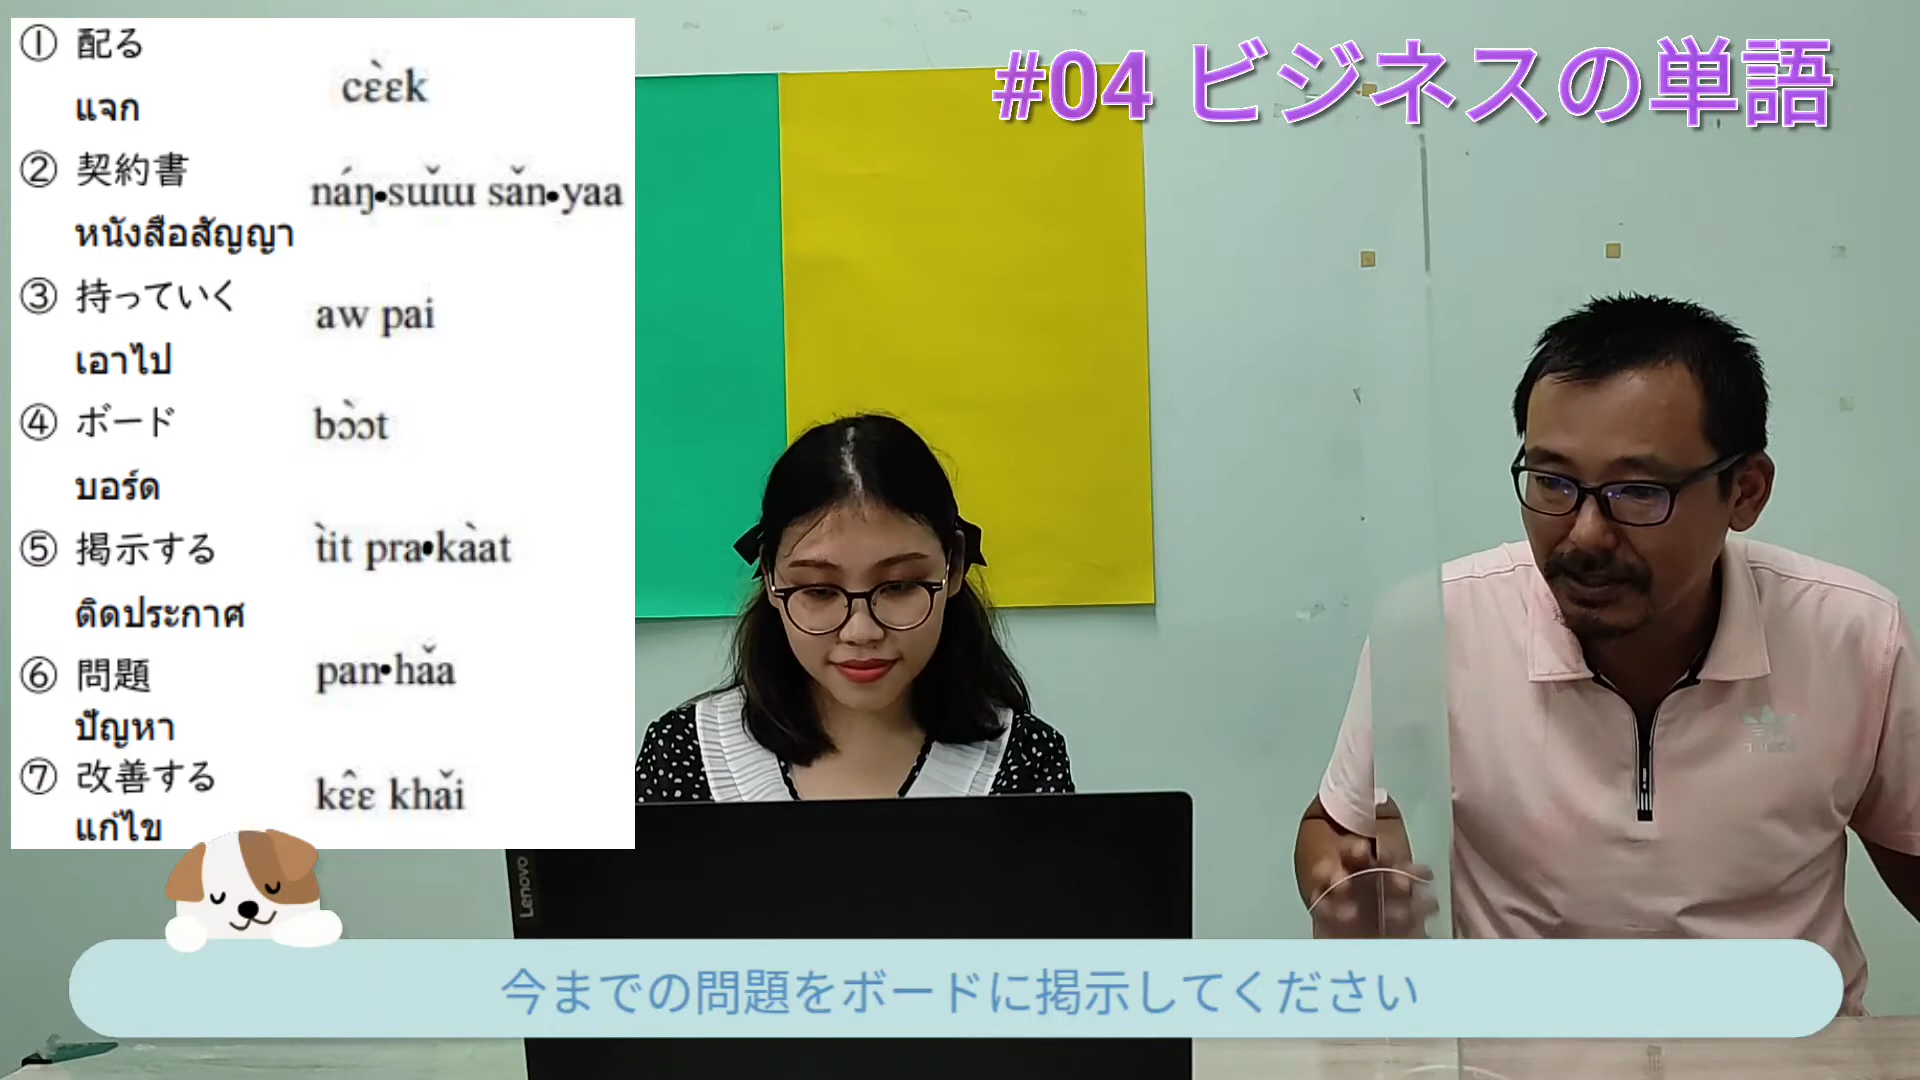 #04 ビジネスの単語
① 配る
cɛ̀ɛk
แจก
② 契約書
náŋ•sɯ̌ɯ sǎn•yaa
หนังสือสัญญา
③ 持っていく
aw pai
เอาไป
④ ボード
bɔ̀ɔt
บอร์ด
⑤ 掲示する
tìt pra•kàat
ติดประกาศ
⑥ 問題
pan•hǎa
ปัญหา
⑦ 改善する
kɛ̂ɛ khǎi
แก้ไข
Lenovo
今までの問題をボードに掲示してください